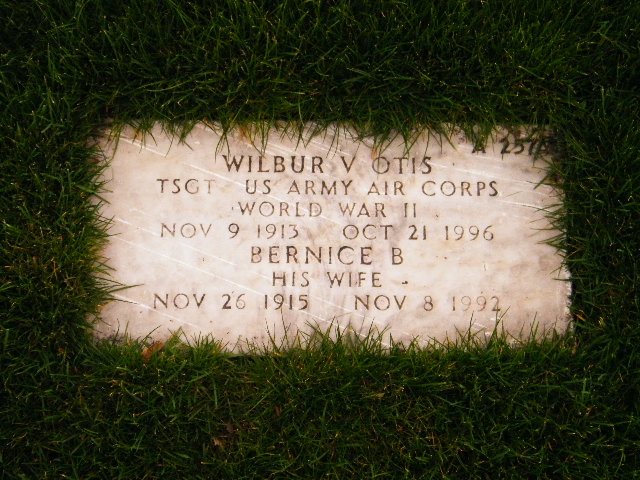 WILBUR V OTIS
TSGT US ARMY AIR CORPS
WORLD WAR II
NOV 9 1913 OCT 21 1996
BERNICE B
HIS WIFE
NOV 26 1915 NOV 8 1992